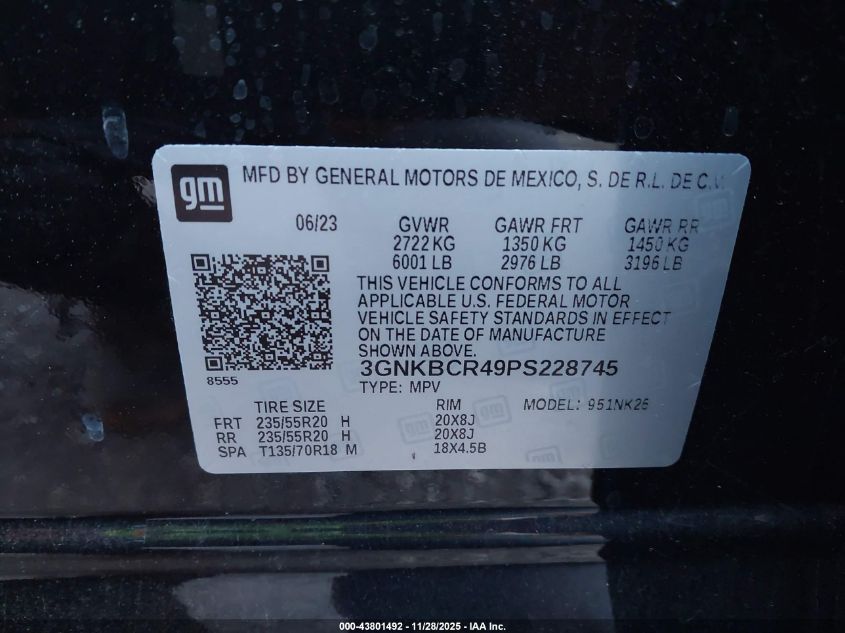 gm MFD BY GENERAL MOTORS DE MEXICO, S. DE R.L. DE C.V.
06/23 GVWR GAWR FRT GAWR RR
2722 KG 1350 KG 1450 KG
6001 LB 2976 LB 3196 LB
THIS VEHICLE CONFORMS TO ALL
APPLICABLE U.S. FEDERAL MOTOR
VEHICLE SAFETY STANDARDS IN EFFECT
ON THE DATE OF MANUFACTURE
SHOWN ABOVE.
8555 3GNKBCR49PS228745
TYPE: MPV
TIRE SIZE RIM MODEL: 951NK26
FRT 235/55R20 H 20X8J
RR 235/55R20 H 20X8J
SPA T135/70R18 M 18X4.5B
000-43801492 - 11/28/2025 - IAA Inc.